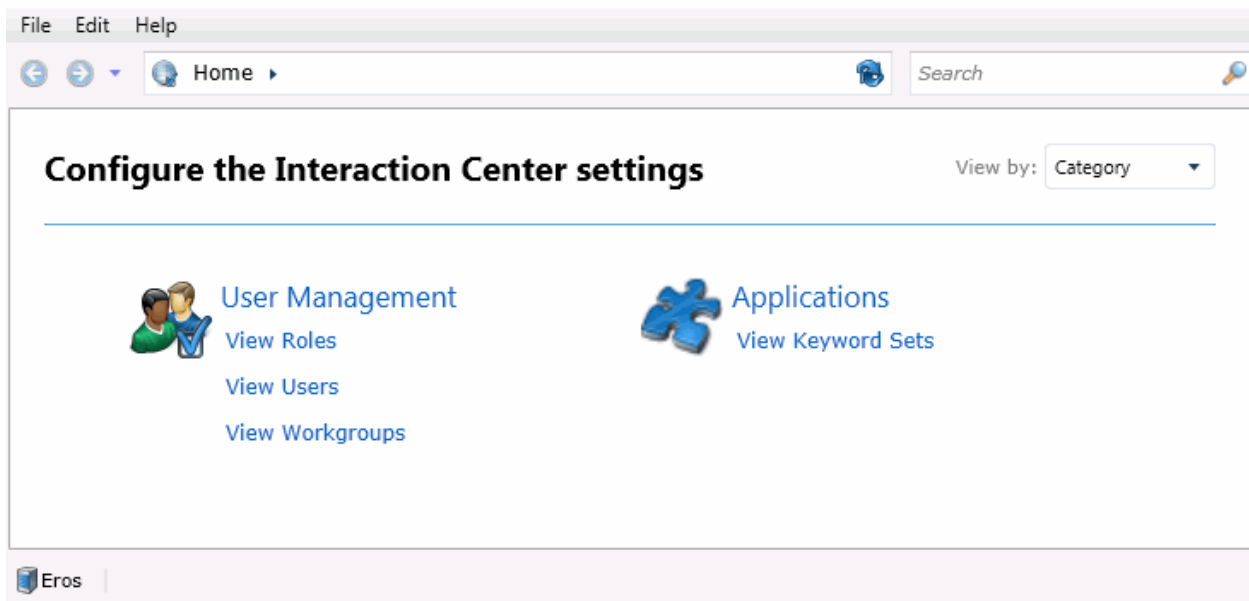 File Edit Help
Home
Search
Configure the Interaction Center settings
View by: Category
User Management
View Roles
View Users
View Workgroups
Applications
View Keyword Sets
Eros